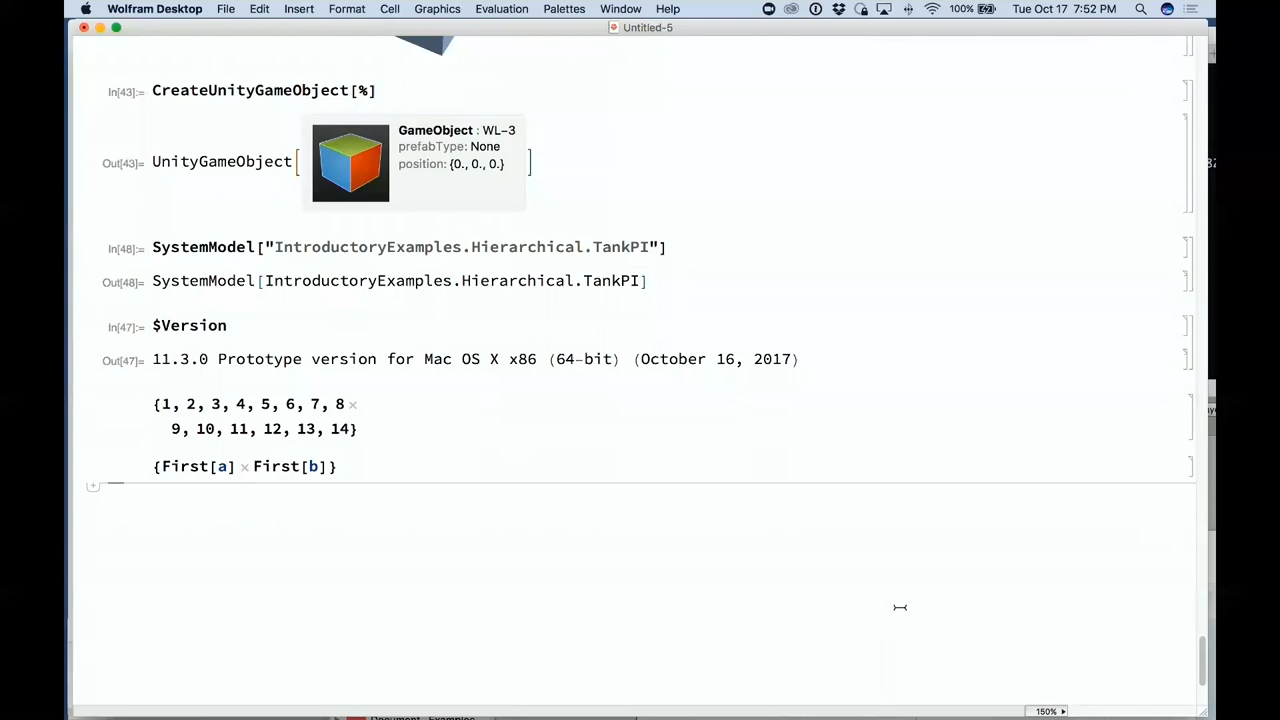 Wolfram Desktop File Edit Insert Format Cell Graphics Evaluation Palettes Window Help 100% Tue Oct 17 7:52 PM
Untitled-5
In[43]:= CreateUnityGameObject[%]
GameObject : WL-3
prefabType: None
Out[43]= UnityGameObject[ ]
position: {0., 0., 0.}
In[48]:= SystemModel["IntroductoryExamples.Hierarchical.TankPI"]
Out[48]= SystemModel[IntroductoryExamples.Hierarchical.TankPI]
In[47]:= $Version
Out[47]= 11.3.0 Prototype version for Mac OS X x86 (64-bit) (October 16, 2017)
{1, 2, 3, 4, 5, 6, 7, 8 ×
9, 10, 11, 12, 13, 14}
{First[a] × First[b]}
150%